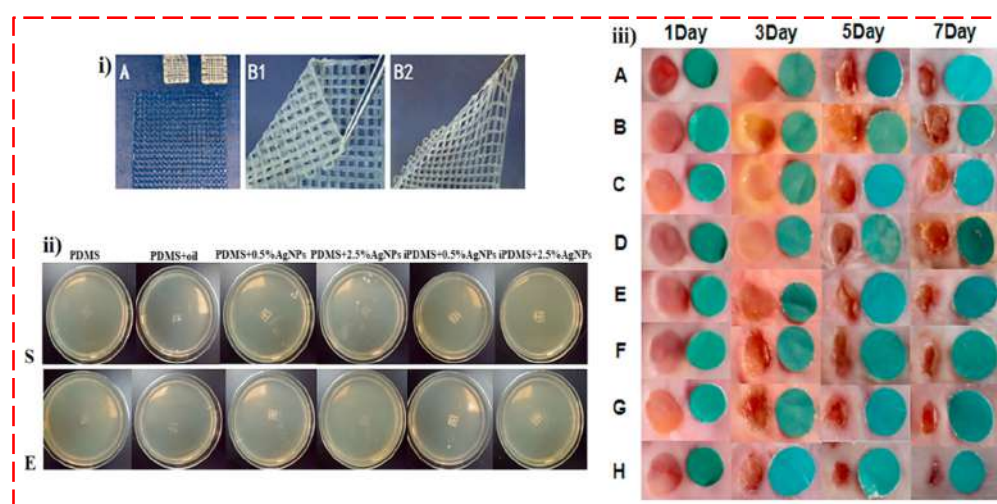 i)
A
B1
B2
ii)
PDMS
PDMS+oil
PDMS+0.5%AgNPs
PDMS+2.5%AgNPs
iPDMS+0.5%AgNPs
iPDMS+2.5%AgNPs
S
E
iii)
1Day
3Day
5Day
7Day
A
B
C
D
E
F
G
H